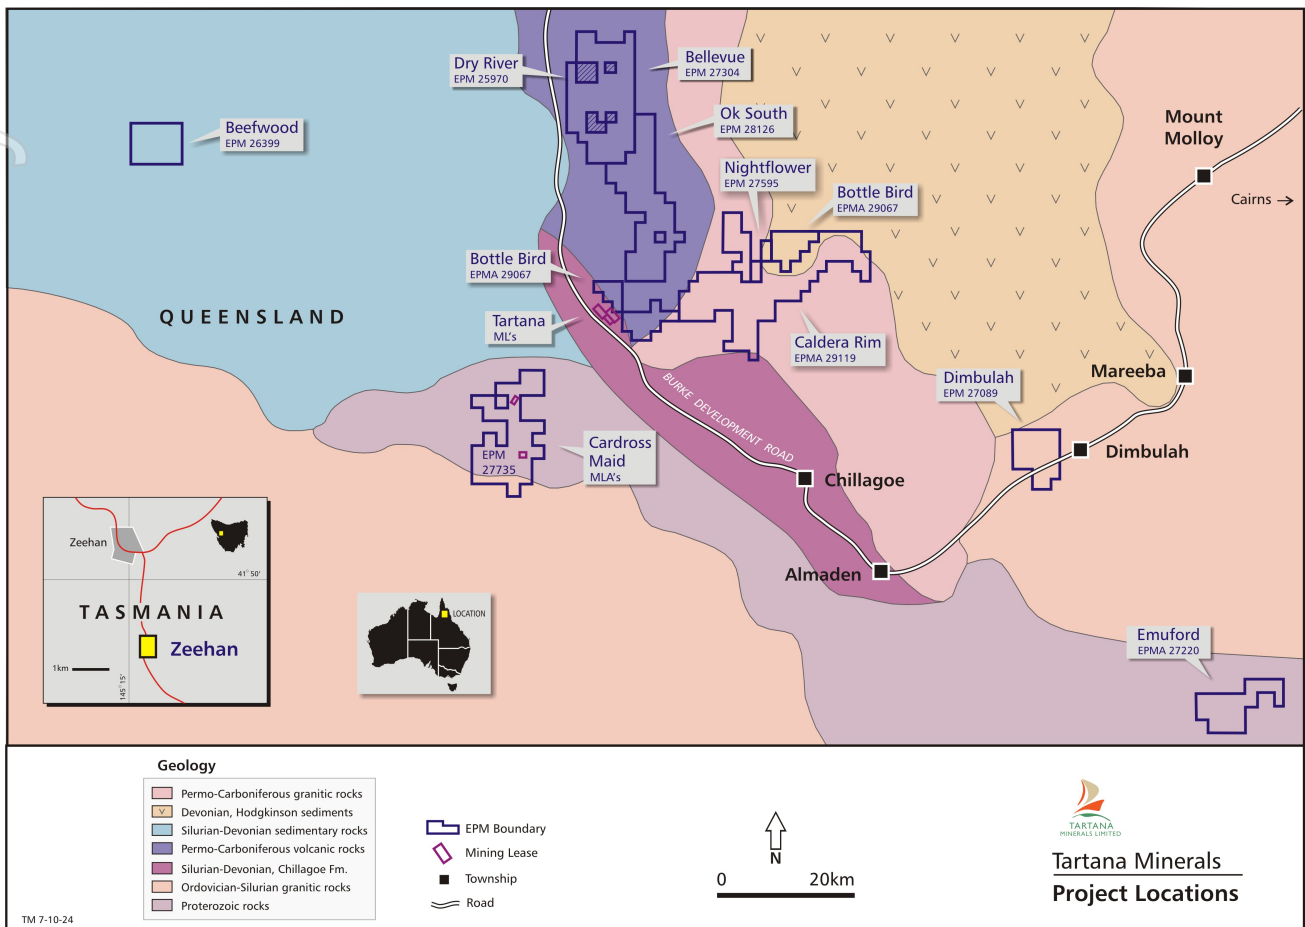 Dry River
EPM 25970
Bellevue
EPM 27304
Ok South
EPM 28126
Mount
Molloy
Beefwood
EPM 26399
Nightflower
EPM 27595
Bottle Bird
EPMA 29067
Cairns
Bottle Bird
EPMA 29067
QUEENSLAND
Tartana
ML's
Caldera Rim
EPMA 29119
Dimbulah
EPM 27089
Mareeba
BURKE DEVELOPMENT ROAD
EPM
27735
Cardross
Maid
MLA's
Dimbulah
Chillagoe
Almaden
Zeehan
41° 50'
TASMANIA
Zeehan
1km
145° 15'
LOCATION
Emuford
EPMA 27220
Geology
Permo-Carboniferous granitic rocks
Devonian, Hodgkinson sediments
Silurian-Devonian sedimentary rocks
Permo-Carboniferous volcanic rocks
Silurian-Devonian, Chillagoe Fm.
Ordovician-Silurian granitic rocks
Proterozoic rocks
EPM Boundary
Mining Lease
Township
Road
N
0 20km
TARTANA
MINERALS LIMITED
Tartana Minerals
Project Locations
TM 7-10-24